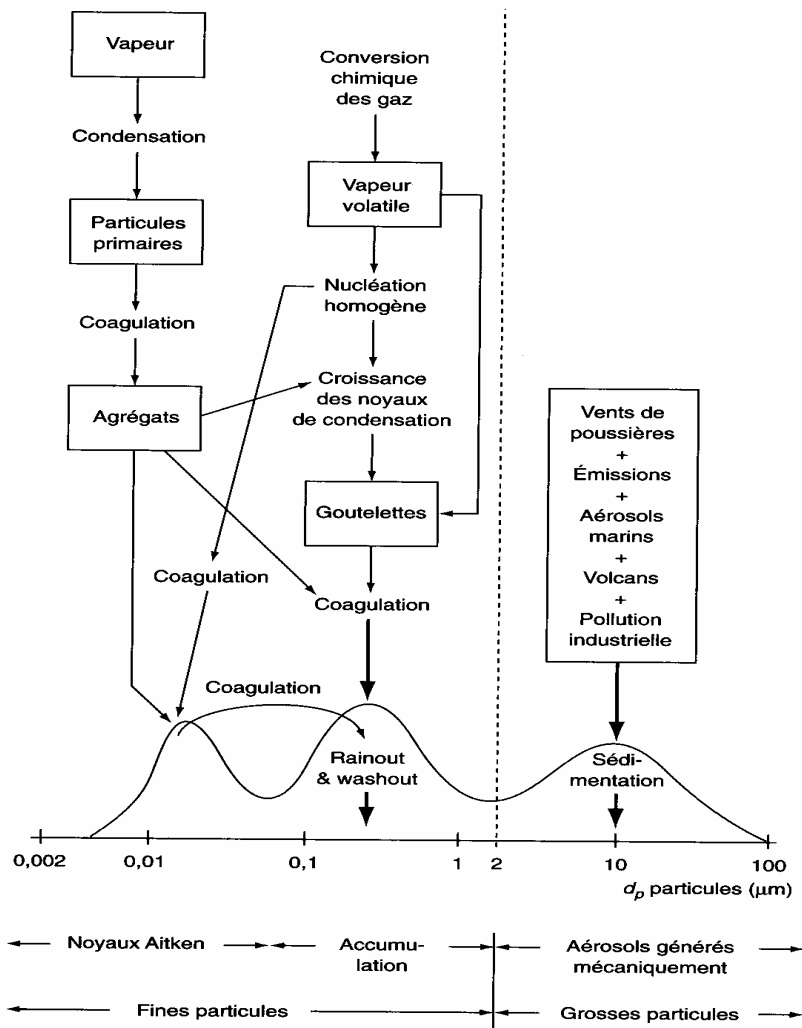 Vapeur
Condensation
Particules
primaires
Coagulation
Agrégats
Conversion
chimique
des gaz
Vapeur
volatile
Nucléation
homogène
Croissance
des noyaux
de condensation
Goutelettes
Coagulation
Coagulation
Coagulation
Vents de
poussières
+
Émissions
+
Aérosols
marins
+
Volcans
+
Pollution
industrielle
Rainout
& washout
Sédi-
mentation
0,002 0,01 0,1 1 2 10 100
dp particules (μm)
Noyaux Aitken Accumu-
lation
Aérosols générés
mécaniquement
Fines particules Grosses particules